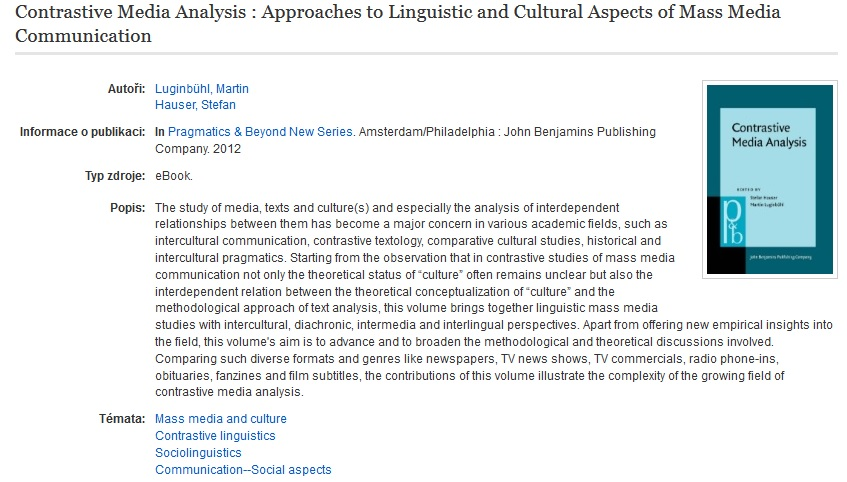 Contrastive Media Analysis : Approaches to Linguistic and Cultural Aspects of Mass Media
Communication
Autoři: Luginbühl, Martin
Hauser, Stefan
Informace o publikaci: In Pragmatics & Beyond New Series. Amsterdam/Philadelphia : John Benjamins Publishing
Company. 2012
Typ zdroje: eBook.
Popis: The study of media, texts and culture(s) and especially the analysis of interdependent
relationships between them has become a major concern in various academic fields, such as
intercultural communication, contrastive textology, comparative cultural studies, historical and
intercultural pragmatics. Starting from the observation that in contrastive studies of mass media
communication not only the theoretical status of “culture” often remains unclear but also the
interdependent relation between the theoretical conceptualization of “culture” and the
methodological approach of text analysis, this volume brings together linguistic mass media
studies with intercultural, diachronic, intermedia and interlingual perspectives. Apart from offering new empirical insights into
the field, this volume's aim is to advance and to broaden the methodological and theoretical discussions involved.
Comparing such diverse formats and genres like newspapers, TV news shows, TV commercials, radio phone-ins,
obituaries, fanzines and film subtitles, the contributions of this volume illustrate the complexity of the growing field of
contrastive media analysis.
Témata: Mass media and culture
Contrastive linguistics
Sociolinguistics
Communication--Social aspects
Contrastive
Media Analysis
EDITED BY
Stefan Hauser
Martin Luginbühl
p
&
b
John Benjamins Publishing Company